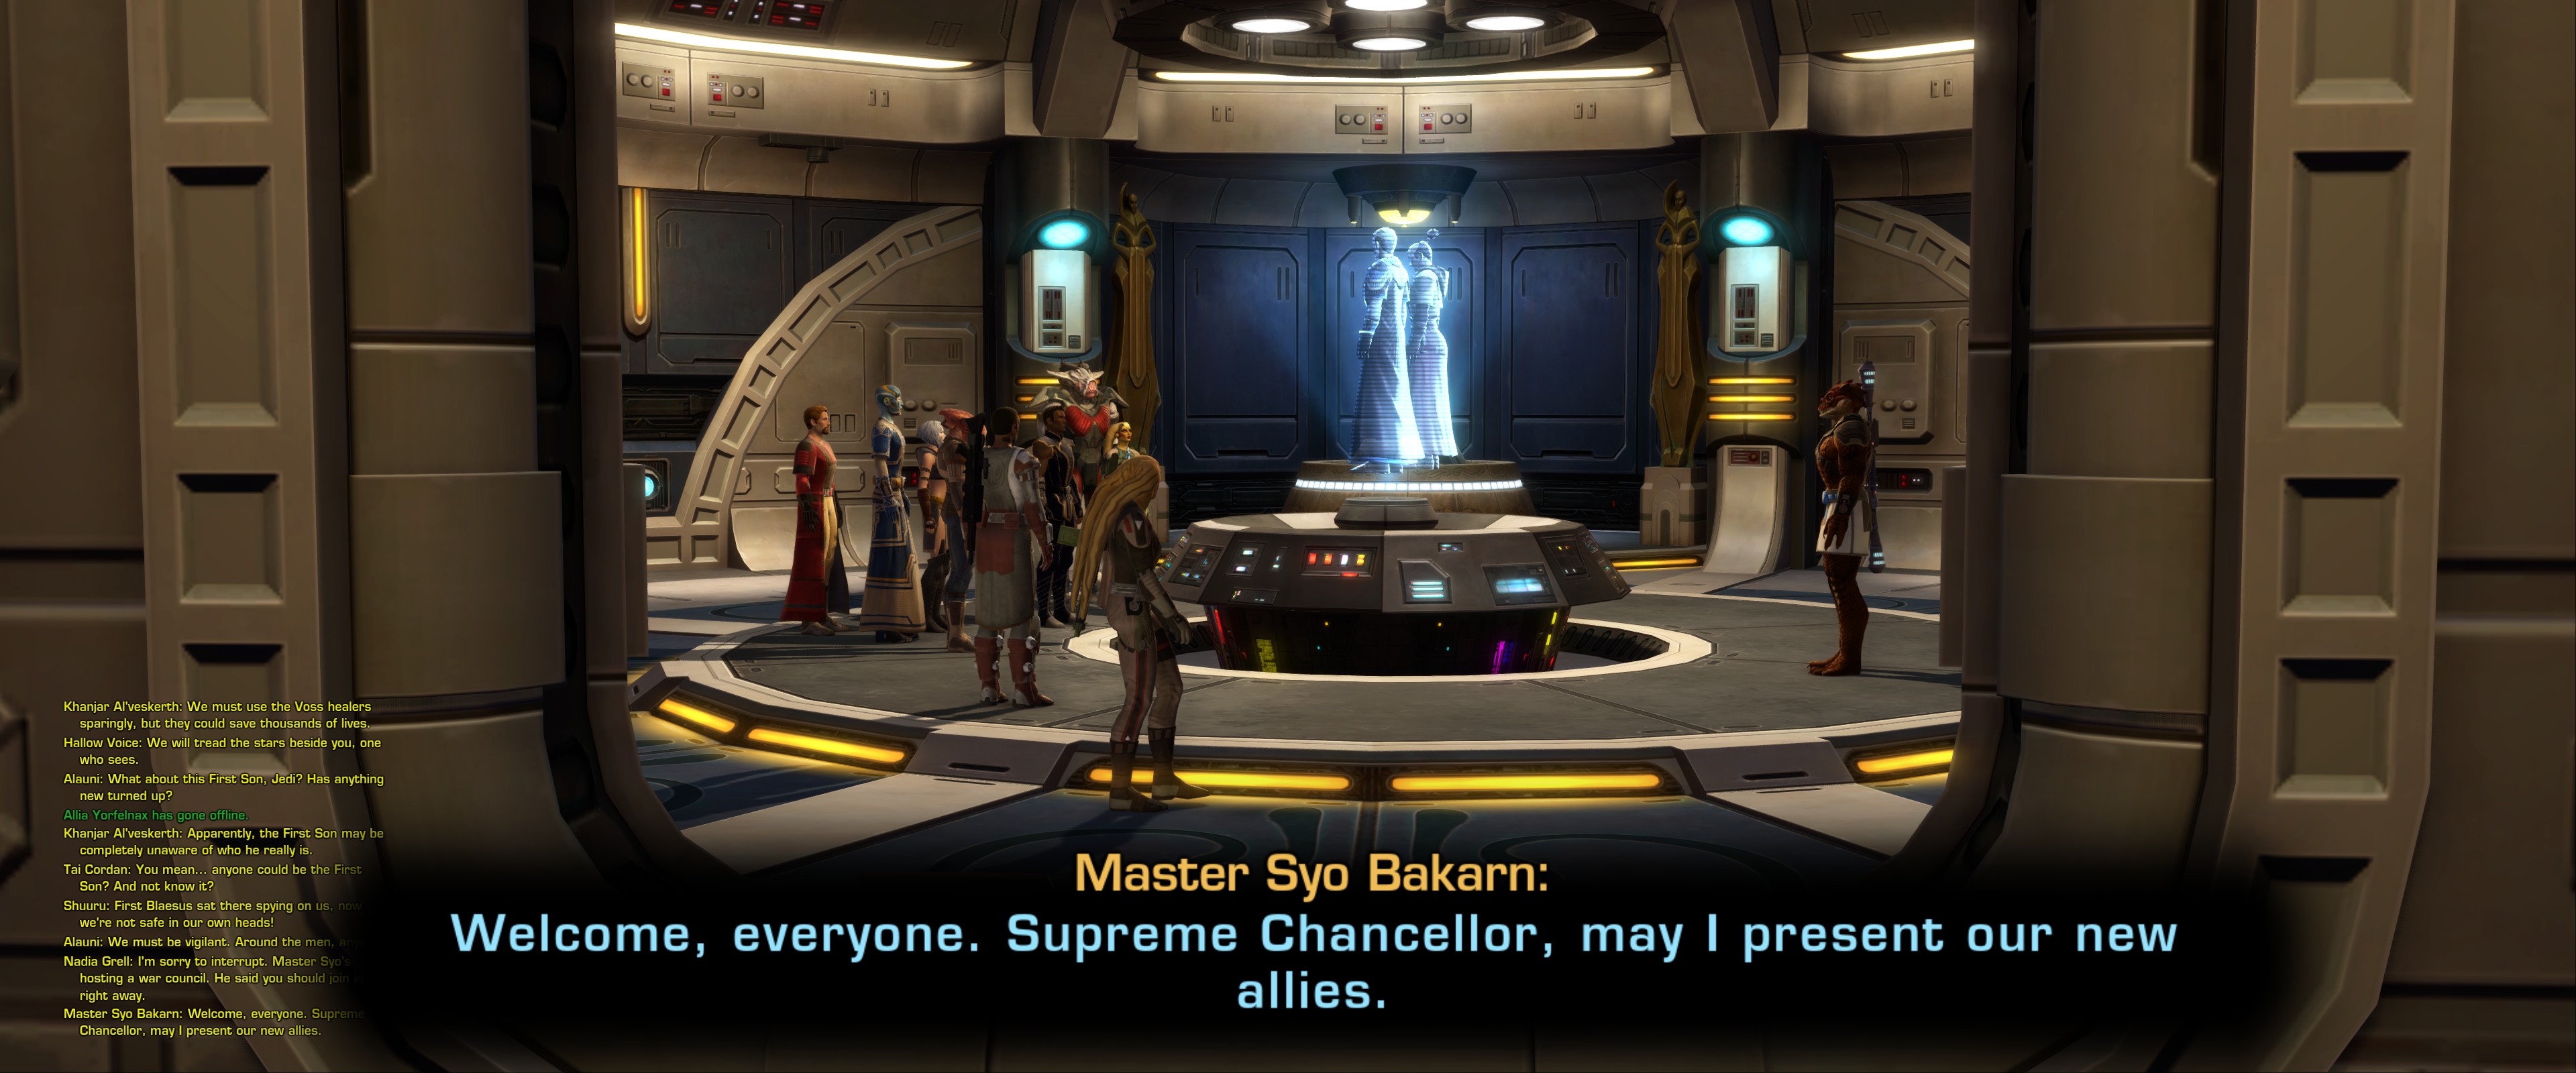 Khanjar Al'veskerth: We must use the Voss healers
sparingly, but they could save thousands of lives.
Hallow Voice: We will tread the stars beside you, one
who sees.
Alauni: What about this First Son, Jedi? Has anything
new turned up?
Allia Yorfelnax has gone offline.
Khanjar Al'veskerth: Apparently, the First Son may be
completely unaware of who he really is.
Tai Cordan: You mean... anyone could be the First
Son? And not know it?
Shuuru: First Blaesus sat there spying on us, now
we're not safe in our own heads!
Alauni: We must be vigilant. Around the men,
Nadia Grell: I'm sorry to interrupt. Master Syo's
hosting a war council. He said you should join
right away.
Master Syo Bakarn: Welcome, everyone. Supreme
Chancellor, may I present our new allies.
Master Syo Bakarn:
Welcome, everyone. Supreme Chancellor, may I present our new
allies.